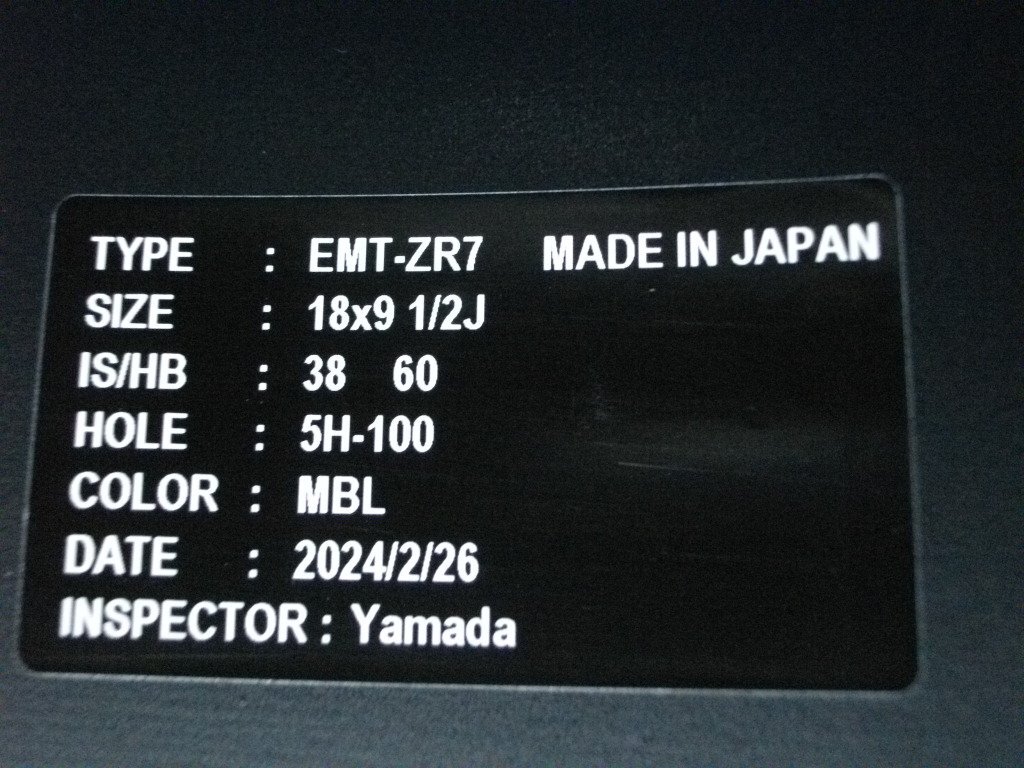 TYPE : EMT-ZR7 MADE IN JAPAN
SIZE : 18x9 1/2J
IS/HB : 38 60
HOLE : 5H-100
COLOR : MBL
DATE : 2024/2/26
INSPECTOR : Yamada